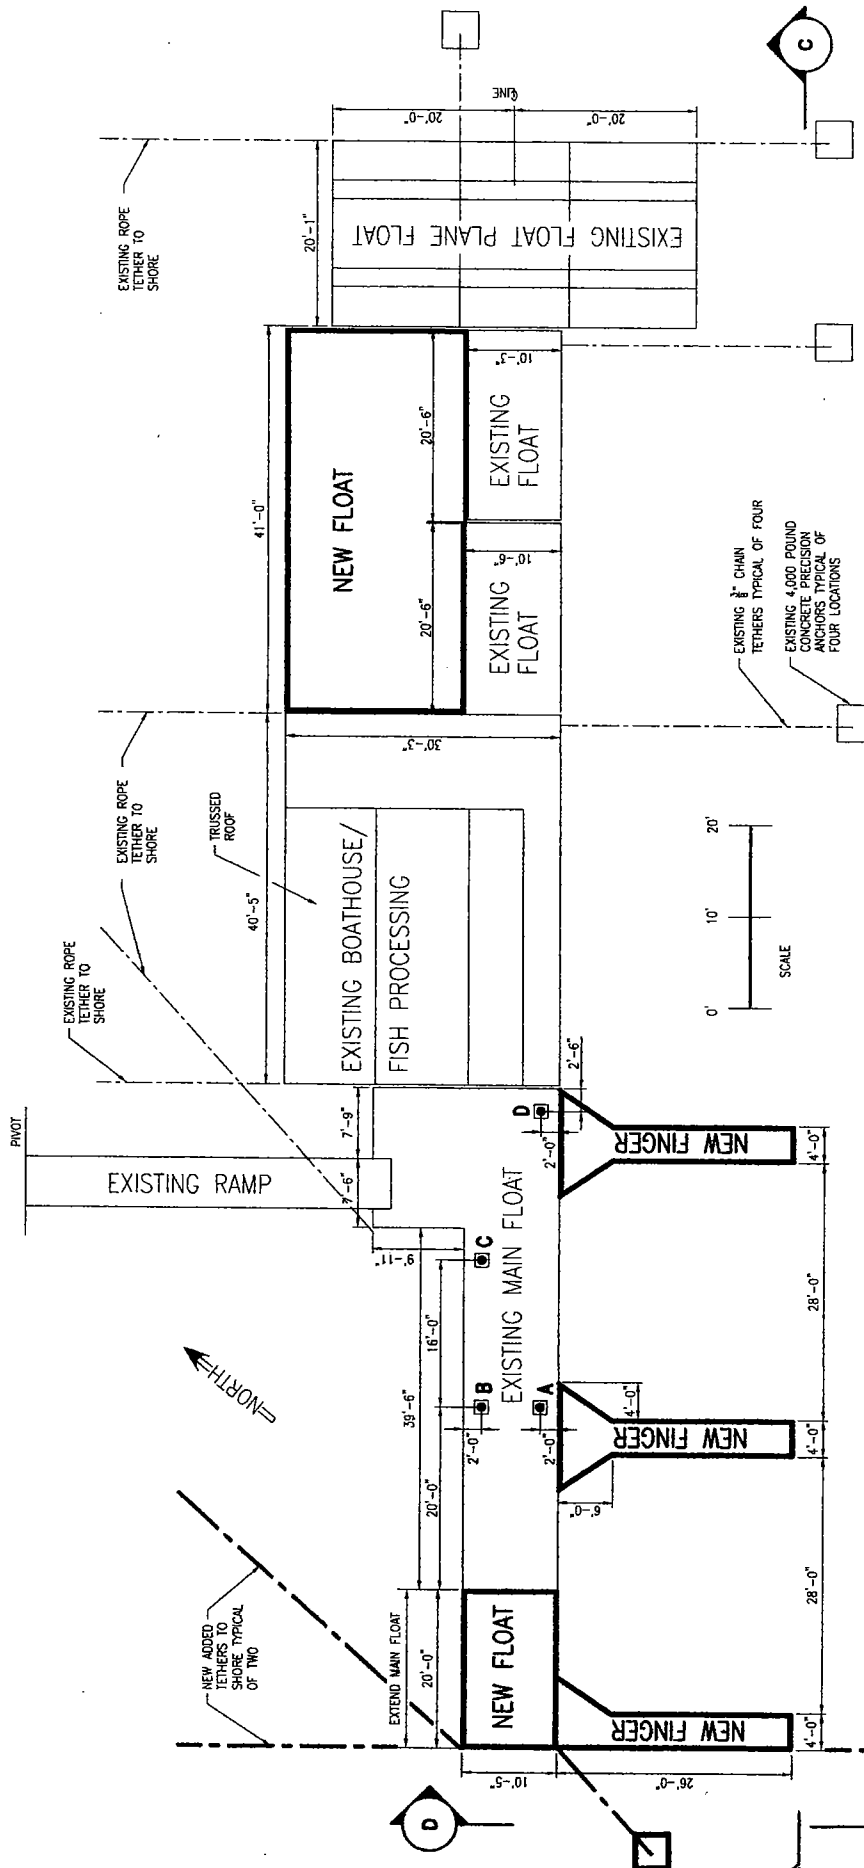 C
EXISTING ROPE
TETHER TO
SHORE
20'-1"
20'-0"
20'-0"
℄INE
EXISTING FLOAT PLANE FLOAT
41'-0"
NEW FLOAT
20'-6"
20'-6"
10'-3"
10'-6"
EXISTING
FLOAT
EXISTING
FLOAT
EXISTING ⅜" CHAIN
TETHERS TYPICAL OF FOUR
EXISTING 4,000 POUND
CONCRETE PRECISION
ANCHORS TYPICAL OF
FOUR LOCATIONS
EXISTING ROPE
TETHER TO
SHORE
TRUSSED
ROOF
30'-3"
40'-5"
EXISTING BOATHOUSE/
FISH PROCESSING
0'
10'
20'
SCALE
EXISTING ROPE
TETHER TO
SHORE
PIVOT
EXISTING RAMP
7'-9"
7'-6"
9'-11"
D
2'-0"
2'-6"
NEW FINGER
4'-0"
C
EXISTING MAIN FLOAT
16'-0"
39'-6"
28'-0"
NORTH
B
A
2'-0"
2'-0"
4'-0"
NEW FINGER
4'-0"
6'-0"
20'-0"
28'-0"
NEW ADDED
TETHERS TO
SHORE TYPICAL
OF TWO
EXTEND MAIN FLOAT
20'-0"
NEW FLOAT
NEW FINGER
4'-0"
10'-5"
26'-0"
D